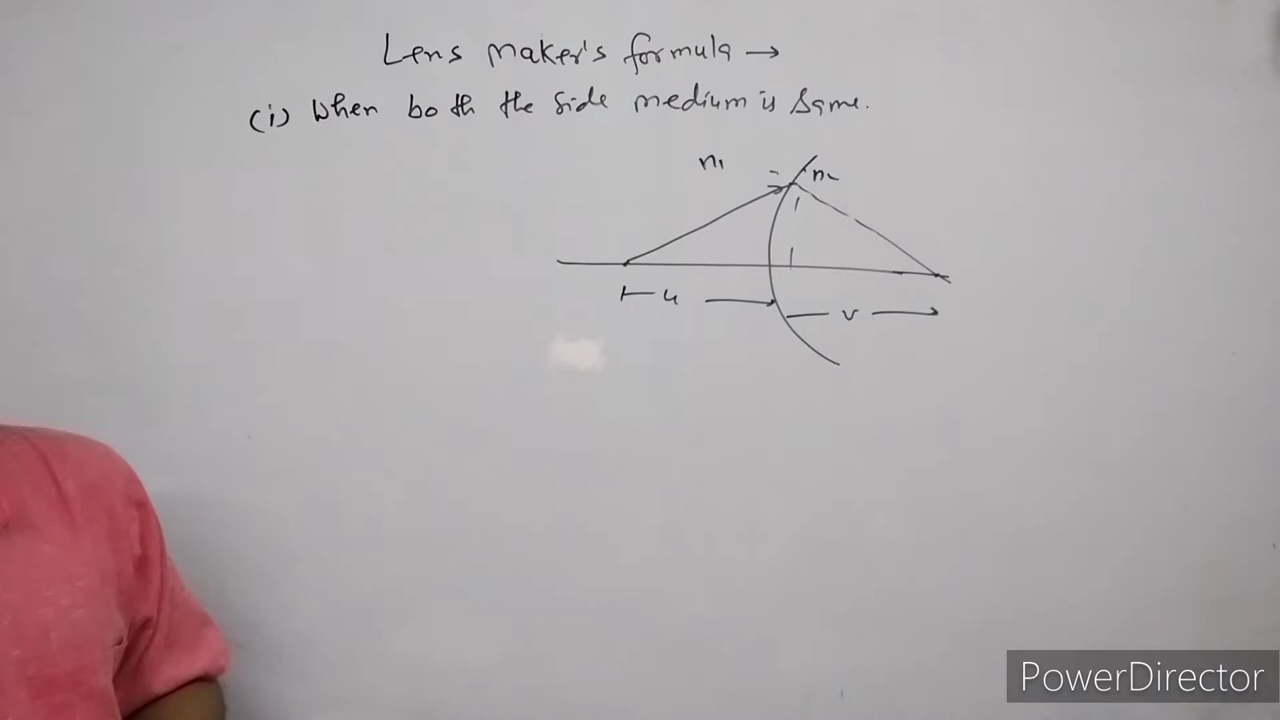 Lens maker's formula →
(i) When both the side medium is same.
n₁
n₂
u
v
PowerDirector